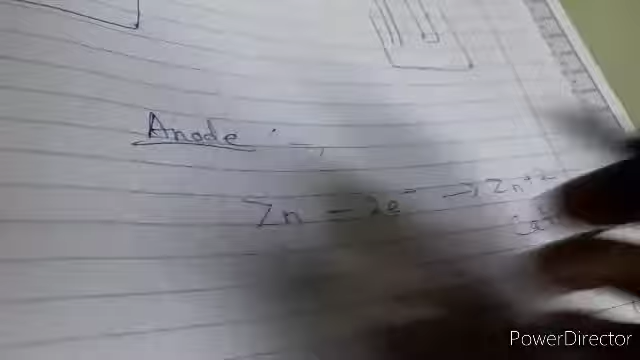 Anode :-
Zn - 2e⁻ → Zn⁺²
PowerDirector